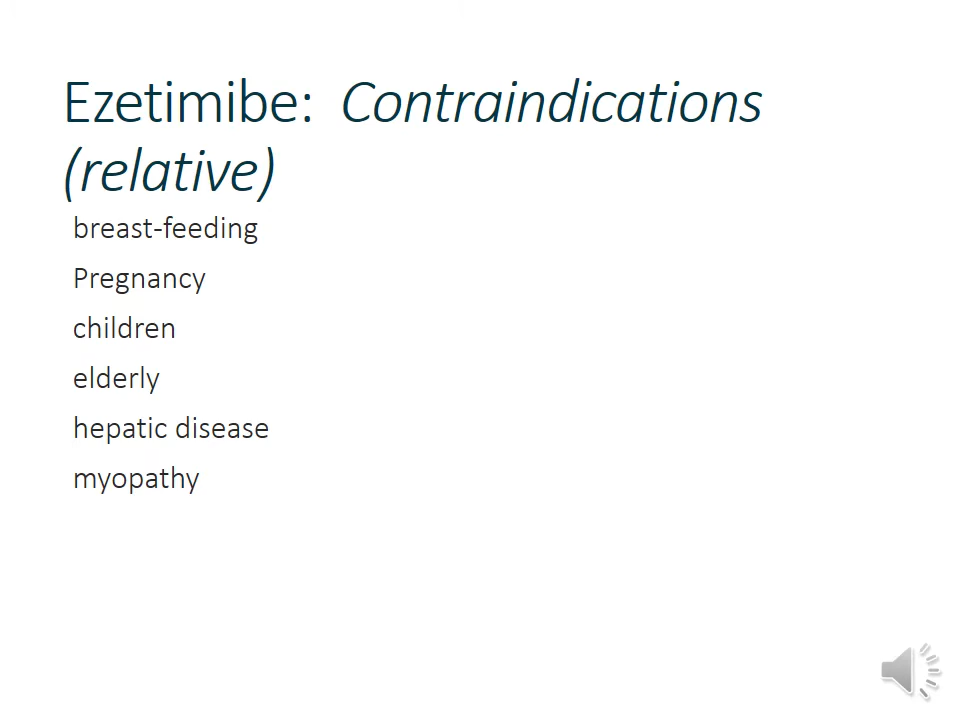 Ezetimibe: Contraindications
(relative)
breast-feeding
Pregnancy
children
elderly
hepatic disease
myopathy